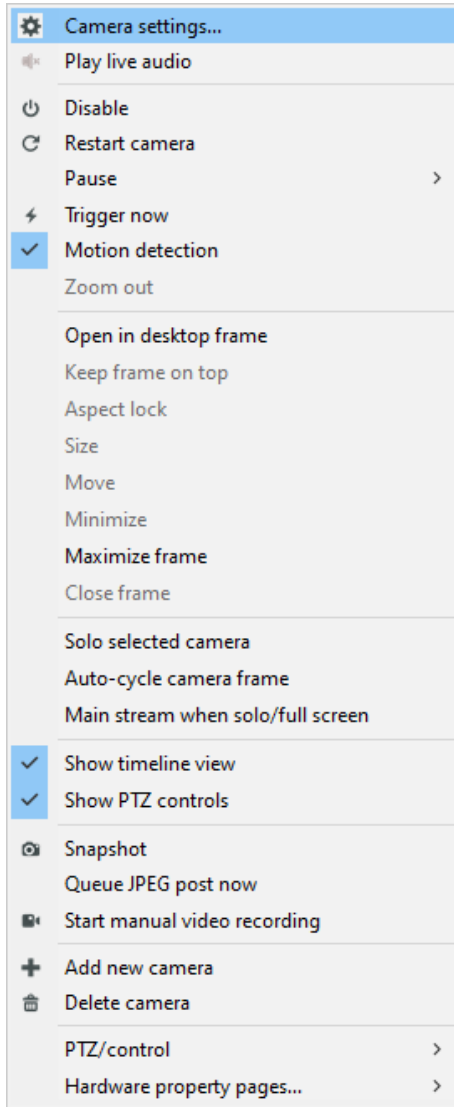 Camera settings...
Play live audio
Disable
Restart camera
Pause
Trigger now
Motion detection
Zoom out
Open in desktop frame
Keep frame on top
Aspect lock
Size
Move
Minimize
Maximize frame
Close frame
Solo selected camera
Auto-cycle camera frame
Main stream when solo/full screen
Show timeline view
Show PTZ controls
Snapshot
Queue JPEG post now
Start manual video recording
Add new camera
Delete camera
PTZ/control
Hardware property pages...